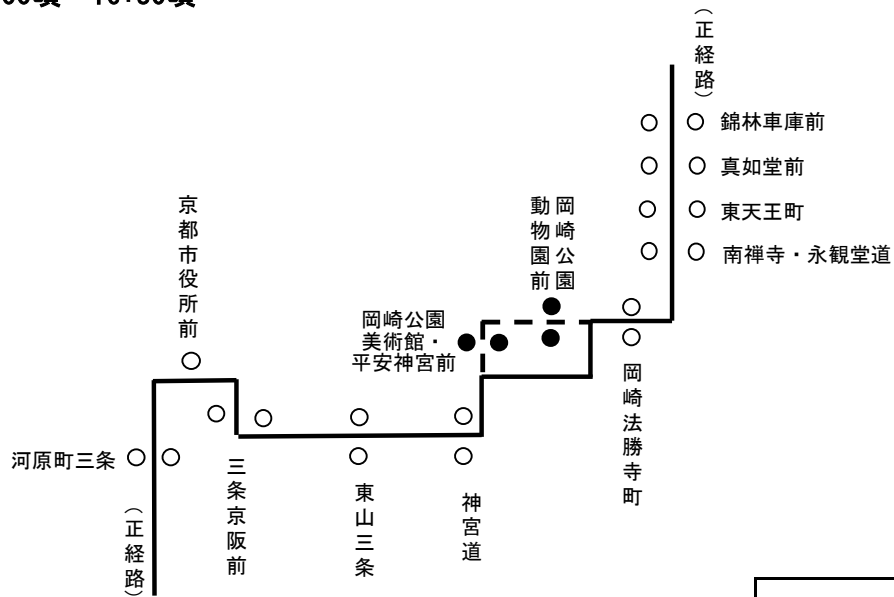 （正経路）
錦林車庫前
真如堂前
東天王町
南禅寺・永観堂道
岡崎公園
動物園前
京都市役所前
岡崎公園
美術館・
平安神宮前
岡崎法勝寺町
河原町三条
三条京阪前
東山三条
神宮道
（正経路）